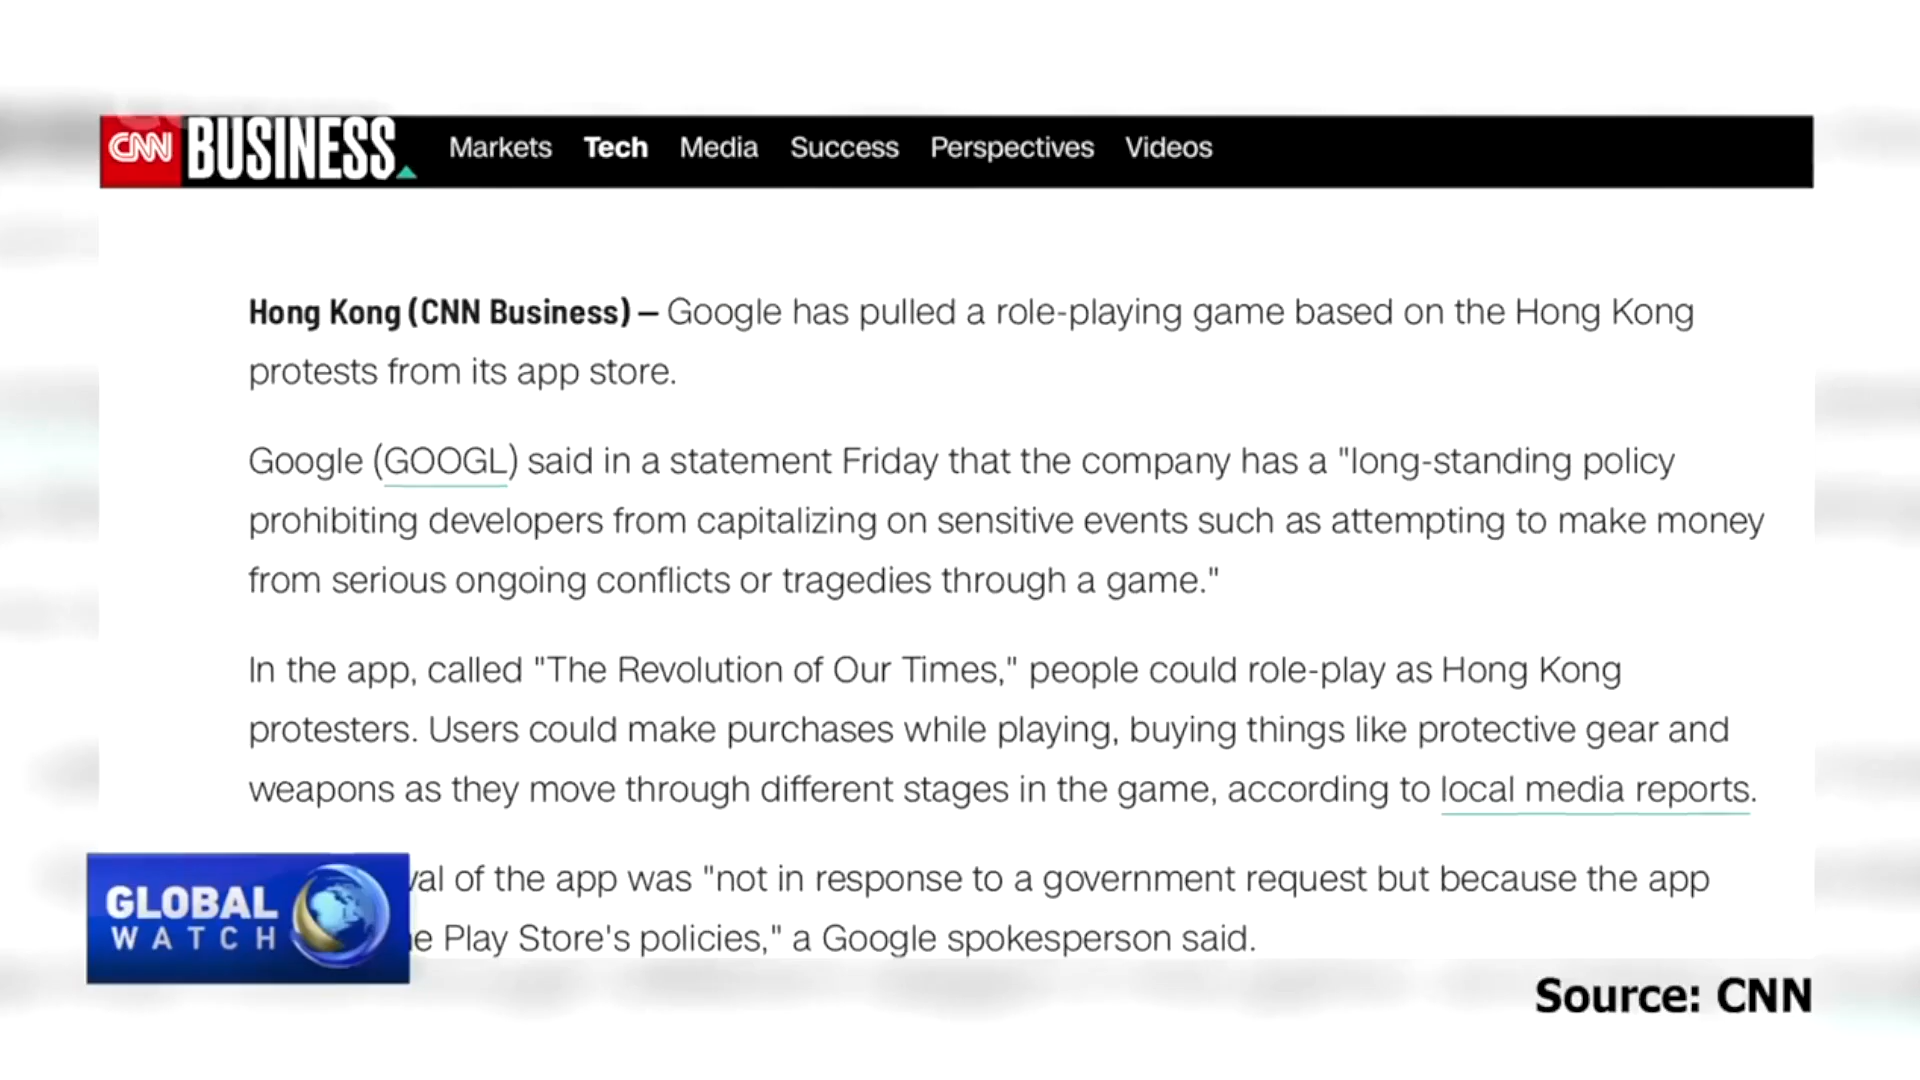 CNN BUSINESS Markets Tech Media Success Perspectives Videos
Hong Kong (CNN Business) — Google has pulled a role-playing game based on the Hong Kong
protests from its app store.
Google (GOOGL) said in a statement Friday that the company has a "long-standing policy
prohibiting developers from capitalizing on sensitive events such as attempting to make money
from serious ongoing conflicts or tragedies through a game."
In the app, called "The Revolution of Our Times," people could role-play as Hong Kong
protesters. Users could make purchases while playing, buying things like protective gear and
weapons as they move through different stages in the game, according to local media reports.
of the app was "not in response to a government request but because the app
Play Store's policies," a Google spokesperson said.
GLOBAL
WATCH
Source: CNN